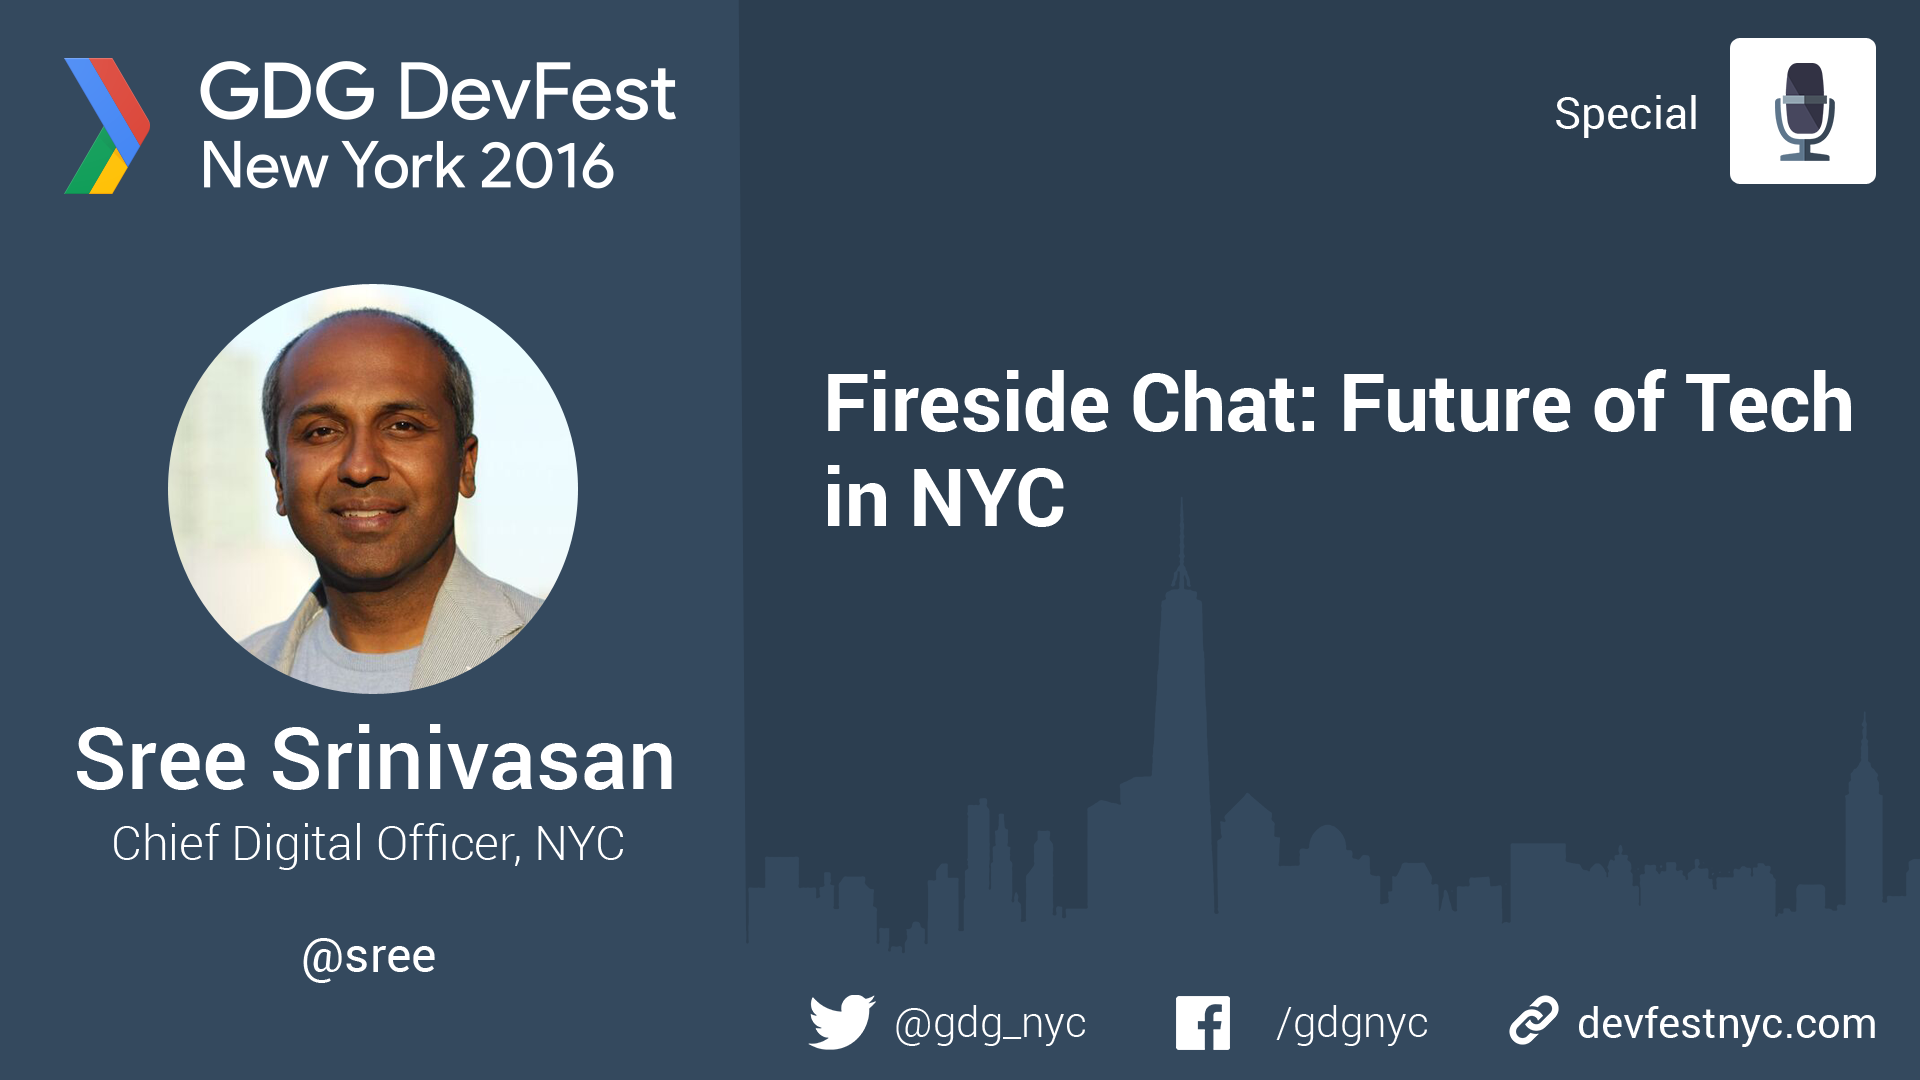 GDG DevFest
New York 2016
Special
Fireside Chat: Future of Tech
in NYC
Sree Srinivasan
Chief Digital Officer, NYC
@sree
@gdg_nyc
/gdgnyc
devfestnyc.com